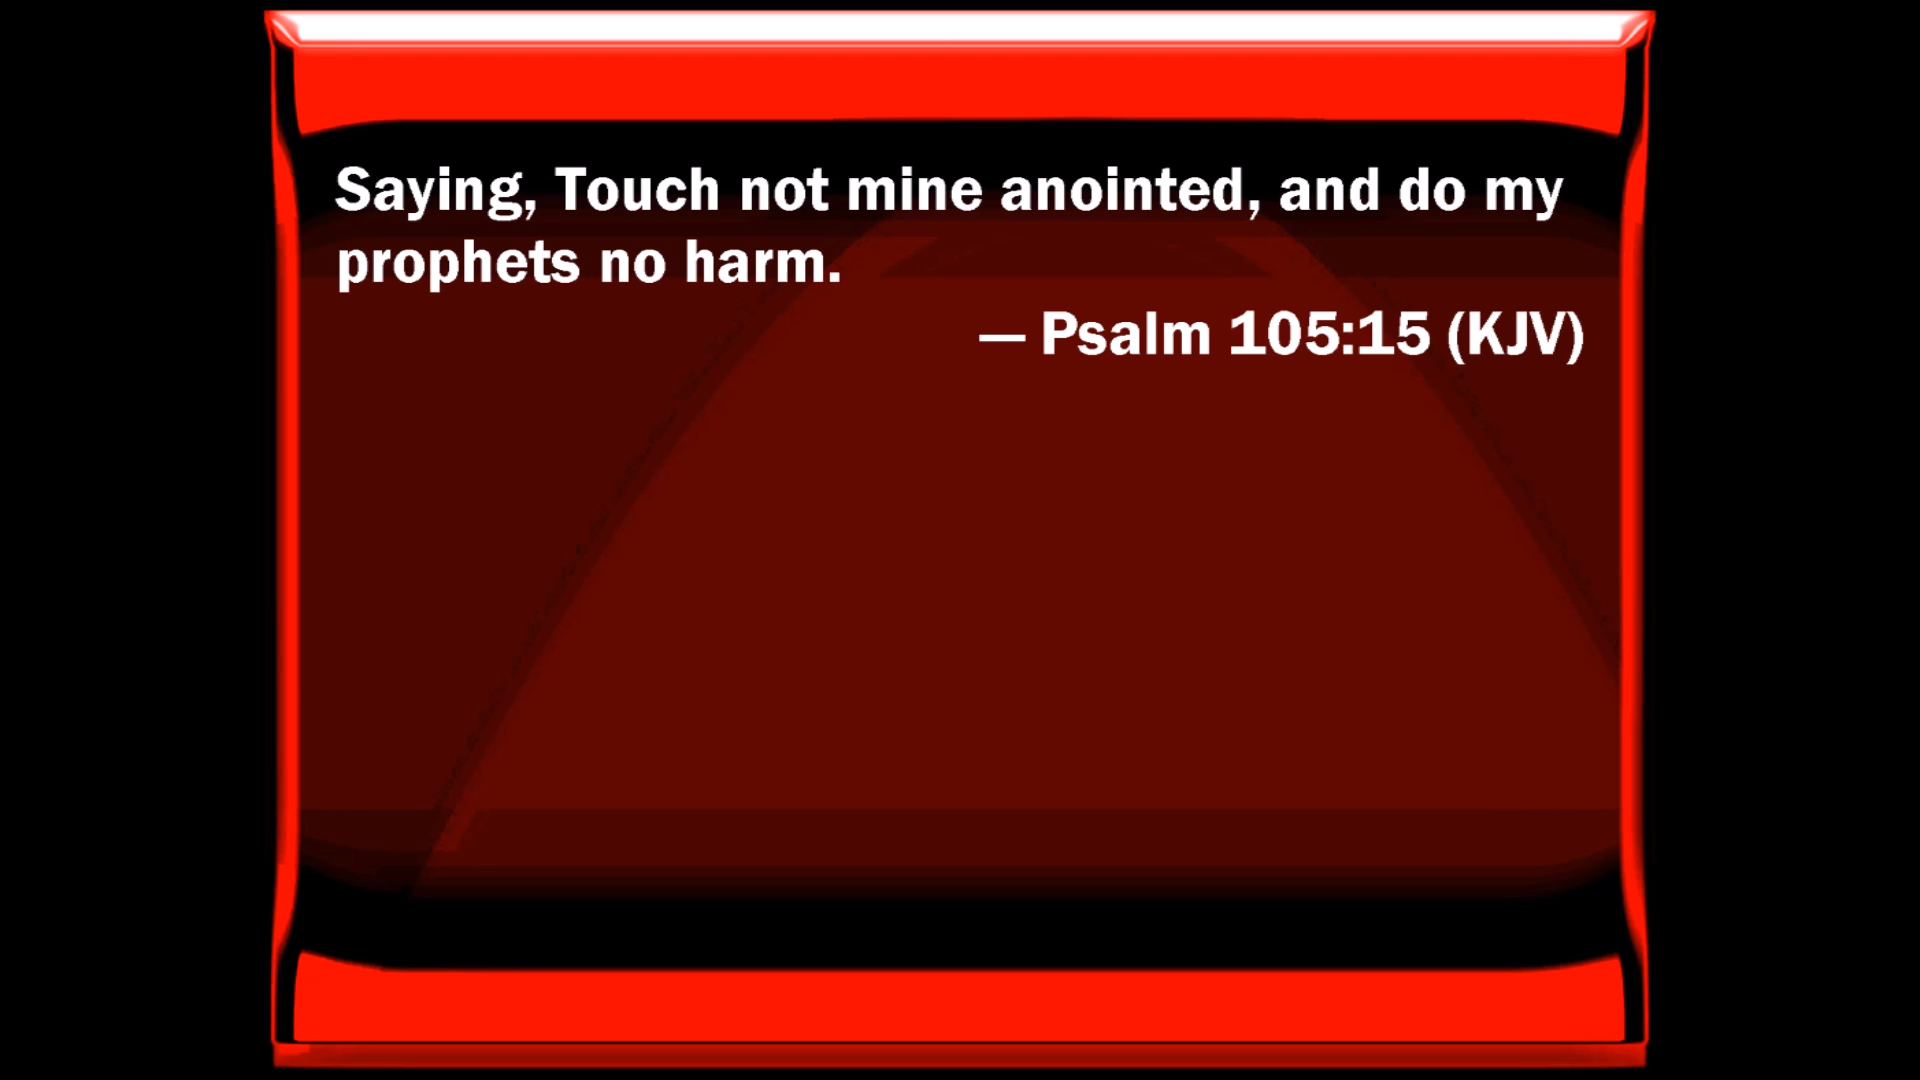 Saying, Touch not mine anointed, and do my
prophets no harm.
— Psalm 105:15 (KJV)